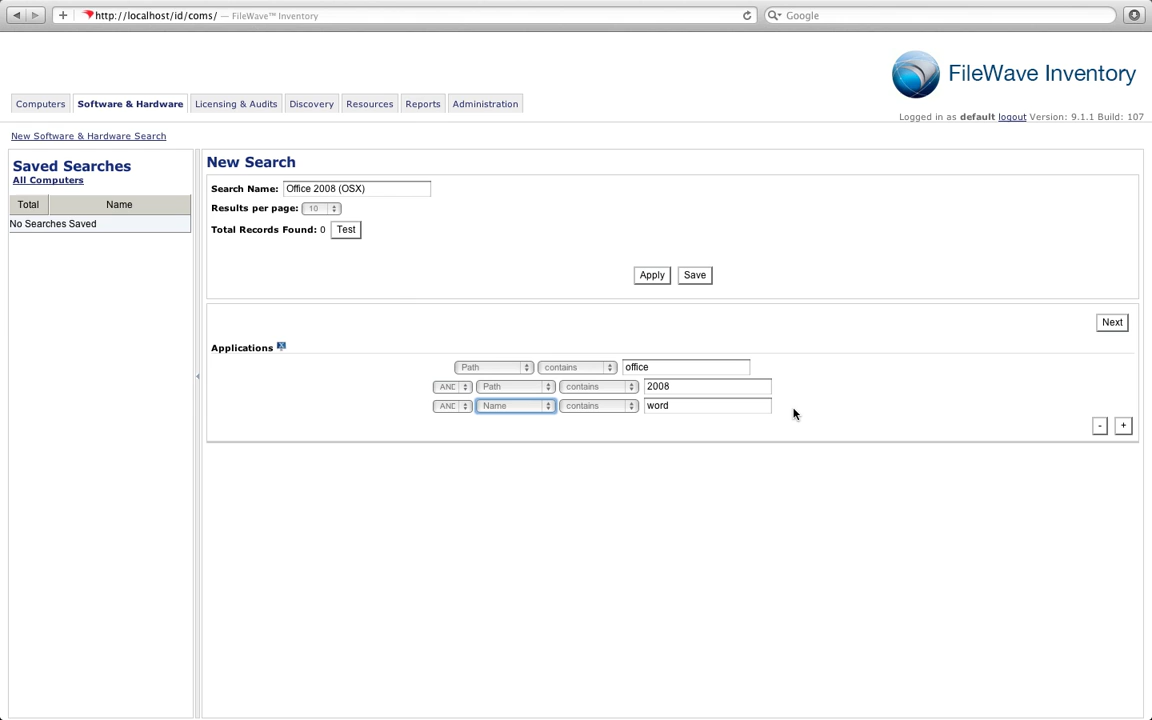 http://localhost/id/coms/ — FileWave™ Inventory
Google
FileWave Inventory
Computers Software & Hardware Licensing & Audits Discovery Resources Reports Administration
Logged in as default logout Version: 9.1.1 Build: 107
New Software & Hardware Search
Saved Searches
All Computers
Total Name
No Searches Saved
New Search
Search Name: Office 2008 (OSX)
Results per page: 10
Total Records Found: 0 Test
Apply Save
Next
Applications
Path contains office
AND Path contains 2008
AND Name contains word
- +